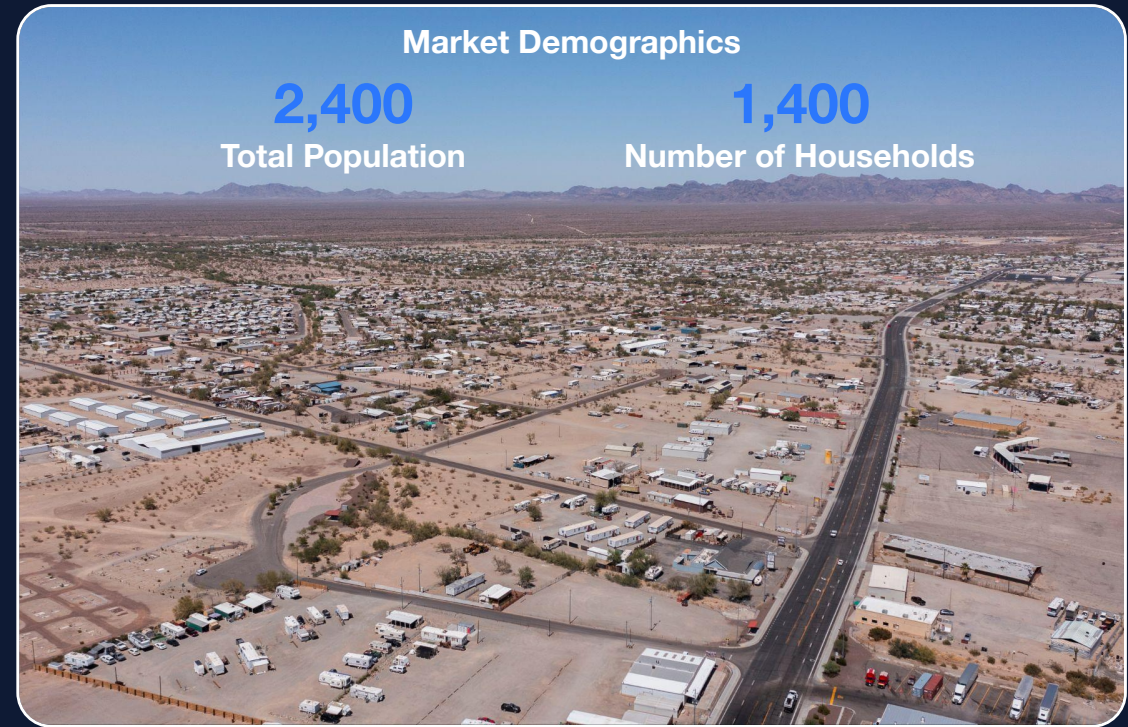 Market Demographics
2,400
1,400
Total Population
Number of Households